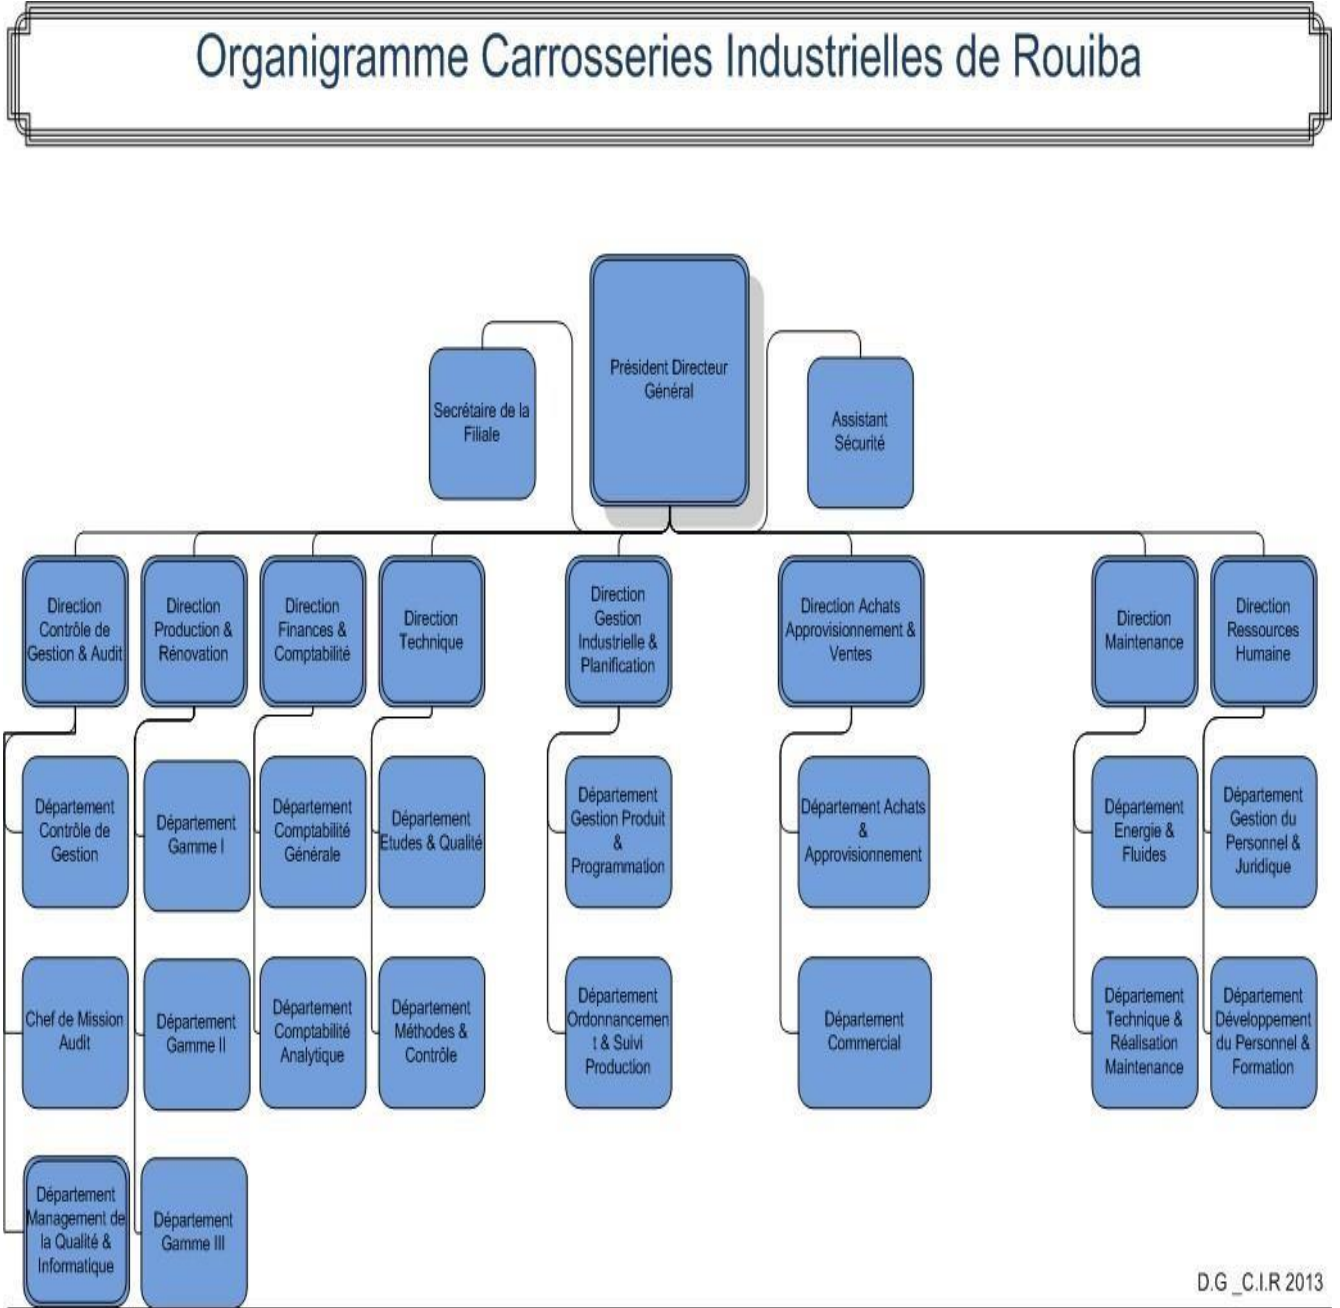 Organigramme Carrosseries Industrielles de Rouiba
Président Directeur
Général
Secrétaire de la
Filiale
Assistant
Sécurité
Direction
Contrôle de
Gestion & Audit
Direction
Production &
Rénovation
Direction
Finances &
Comptabilité
Direction
Technique
Direction
Gestion
Industrielle &
Planification
Direction Achats
Approvisionnement &
Ventes
Direction
Maintenance
Direction
Ressources
Humaine
Département
Contrôle de
Gestion
Département
Gamme I
Département
Comptabilité
Générale
Département
Etudes & Qualité
Département
Gestion Produit
&
Programmation
Département Achats
&
Approvisionnement
Département
Energie &
Fluides
Département
Gestion du
Personnel &
Juridique
Chef de Mission
Audit
Département
Gamme II
Département
Comptabilité
Analytique
Département
Méthodes &
Contrôle
Département
Ordonnancemen
t & Suivi
Production
Département
Commercial
Département
Technique &
Réalisation
Maintenance
Département
Développement
du Personnel &
Formation
Département
Management de
la Qualité &
Informatique
Département
Gamme III
D.G _C.I.R 2013